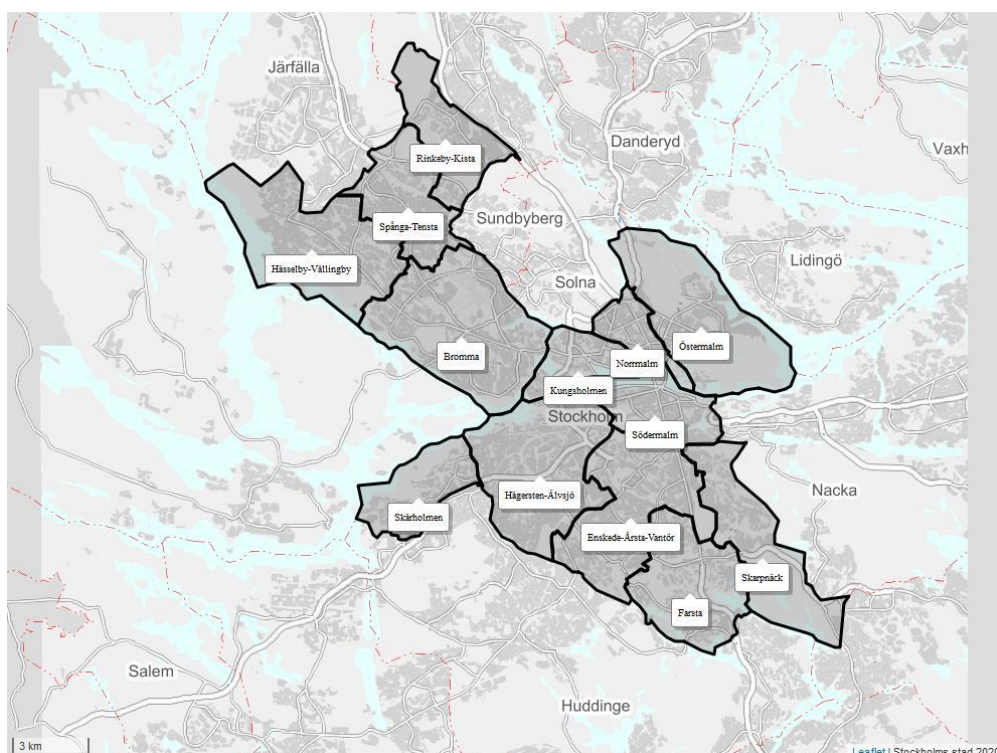 Järfälla
Danderyd
Vaxh
Rinkeby-Kista
Sundbyberg
Spånga-Tensta
Lidingö
Hässelby-Vällingby
Solna
Östermalm
Bromma
Norrmalm
Kungsholmen
Stockholm
Södermalm
Nacka
Hägersten-Älvsjö
Skärholmen
Enskede-Årsta-Vantör
Skarpnäck
Farsta
Salem
Huddinge
3 km
Leaflet | Stockholms stad 2020